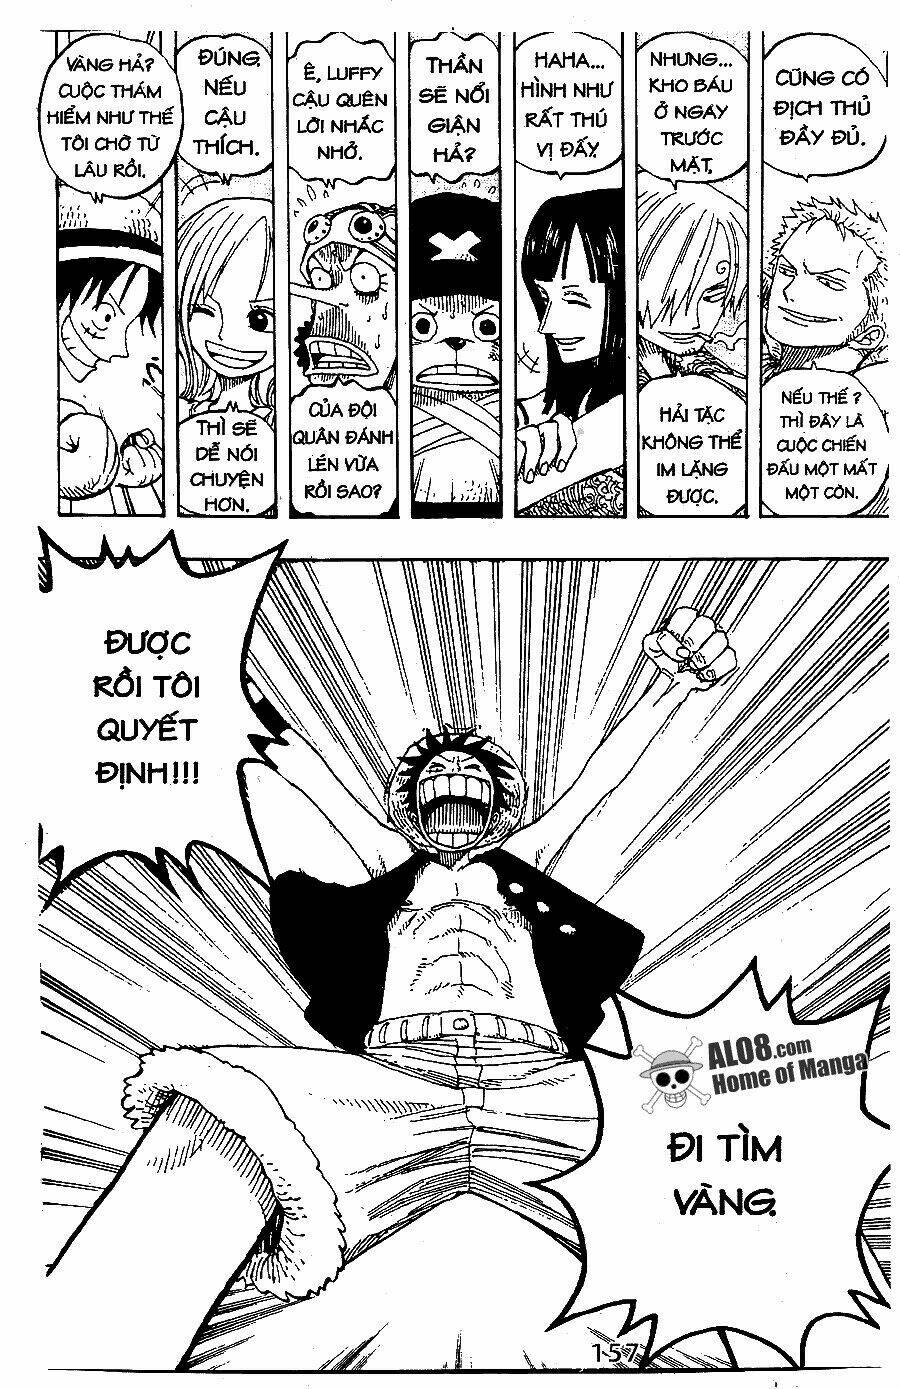 VÀNG HẢ?
CUỘC THÁM
HIỂM NHƯ THẾ
TÔI CHỜ TỪ
LÂU RỒI.
ĐÚNG.
NẾU
CẬU
THÍCH.
THÌ SẼ
DỄ NÓI
CHUYỆN
HƠN.
Ê, LUFFY
CẬU QUÊN
LỜI NHẮC
NHỞ.
CỦA ĐỘI
QUÂN ĐÁNH
LÉN VỪA
RỒI SAO?
THẦN
SẼ NỔI
GIẬN
HẢ?
HAHA...
HÌNH NHƯ
RẤT THÚ
VỊ ĐẤY.
NHƯNG...
KHO BÁU
Ở NGAY
TRƯỚC
MẶT.
HẢI TẶC
KHÔNG THỂ
IM LẶNG
ĐƯỢC.
CŨNG CÓ
ĐỊCH THỦ
ĐẦY ĐỦ.
NẾU THẾ ?
THÌ ĐÂY LÀ
CUỘC CHIẾN
ĐẤU MỘT MẤT
MỘT CÒN.
ĐƯỢC
RỒI TÔI
QUYẾT
ĐỊNH!!!
AL08.com
Home of Manga
ĐI TÌM
VÀNG.
157